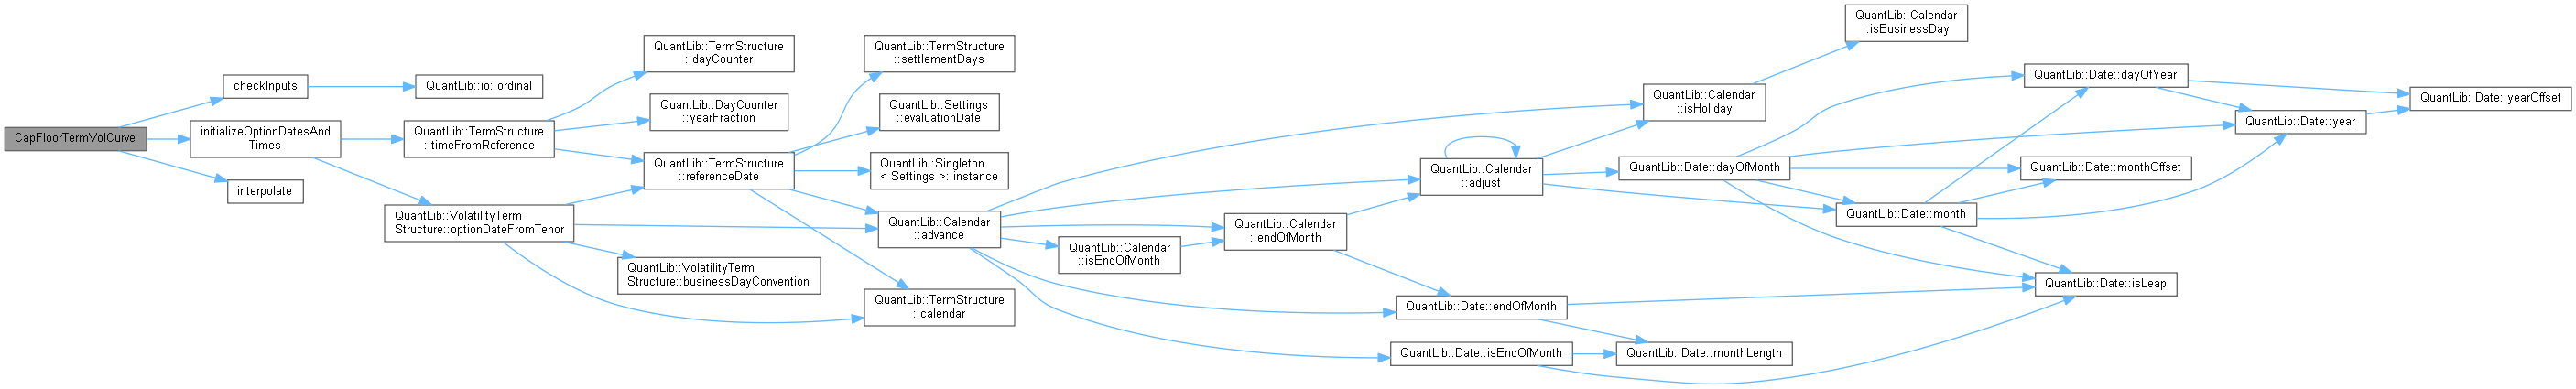 CapFloorTermVolCurve
checkInputs
initializeOptionDatesAnd
Times
interpolate
QuantLib::io::ordinal
QuantLib::TermStructure
::timeFromReference
QuantLib::VolatilityTerm
Structure::optionDateFromTenor
QuantLib::TermStructure
::dayCounter
QuantLib::DayCounter
::yearFraction
QuantLib::TermStructure
::referenceDate
QuantLib::VolatilityTerm
Structure::businessDayConvention
QuantLib::TermStructure
::settlementDays
QuantLib::Settings
::evaluationDate
QuantLib::Singleton
< Settings >::instance
QuantLib::Calendar
::advance
QuantLib::TermStructure
::calendar
QuantLib::Calendar
::isEndOfMonth
QuantLib::Calendar
::endOfMonth
QuantLib::Calendar
::adjust
QuantLib::Date::endOfMonth
QuantLib::Date::isEndOfMonth
QuantLib::Calendar
::isHoliday
QuantLib::Date::dayOfMonth
QuantLib::Date::monthLength
QuantLib::Calendar
::isBusinessDay
QuantLib::Date::month
QuantLib::Date::dayOfYear
QuantLib::Date::monthOffset
QuantLib::Date::isLeap
QuantLib::Date::year
QuantLib::Date::yearOffset